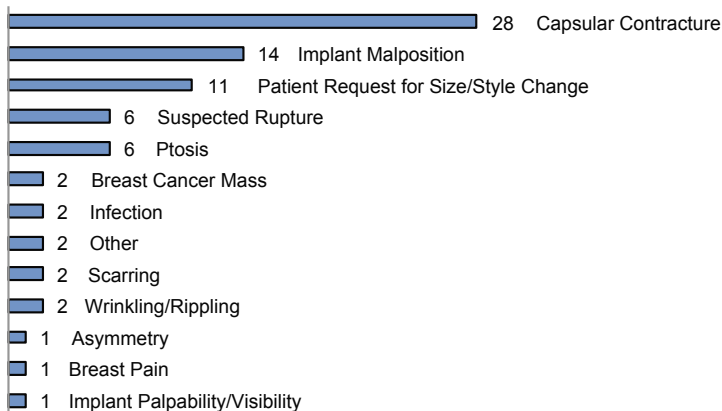 28 Capsular Contracture
14 Implant Malposition
11 Patient Request for Size/Style Change
6 Suspected Rupture
6 Ptosis
2 Breast Cancer Mass
2 Infection
2 Other
2 Scarring
2 Wrinkling/Rippling
1 Asymmetry
1 Breast Pain
1 Implant Palpability/Visibility